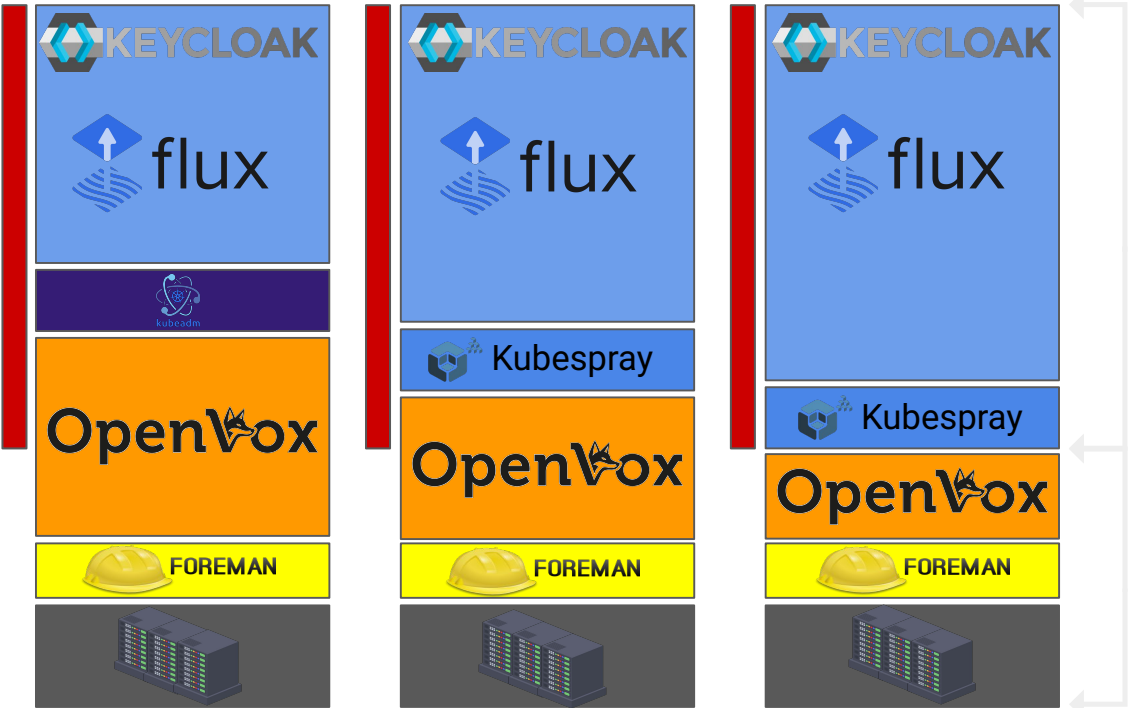 KEYCLOAK
flux
kubeadm
OpenVox
FOREMAN
KEYCLOAK
flux
Kubespray
OpenVox
FOREMAN
KEYCLOAK
flux
Kubespray
OpenVox
FOREMAN